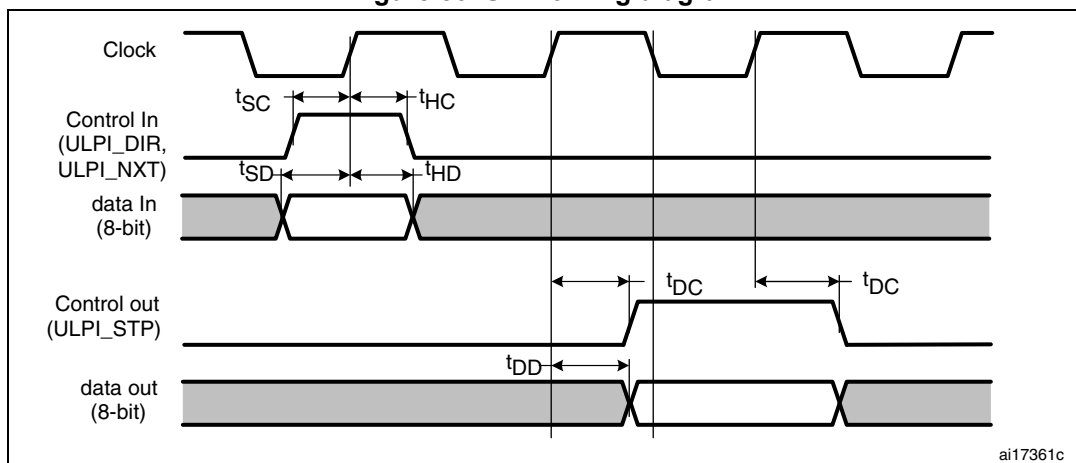 Clock
tSC
tHC
Control In
(ULPI_DIR,
ULPI_NXT)
tSD
tHD
data In
(8-bit)
tDC
tDC
Control out
(ULPI_STP)
tDD
data out
(8-bit)
ai17361c